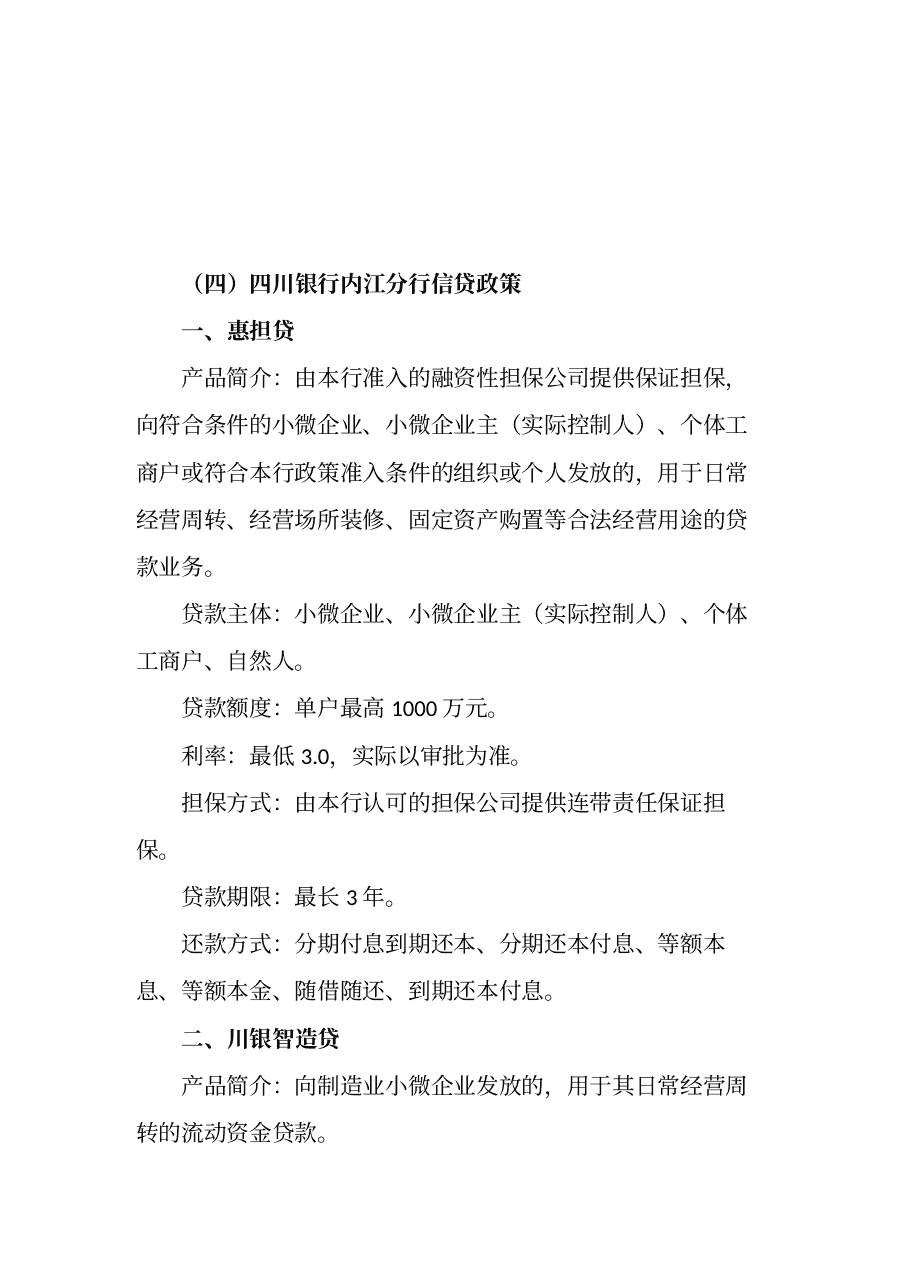 （四）四川银行内江分行信贷政策
一、惠担贷
产品简介：由本行准入的融资性担保公司提供保证担保，
向符合条件的小微企业、小微企业主（实际控制人）、个体工
商户或符合本行政策准入条件的组织或个人发放的，用于日常
经营周转、经营场所装修、固定资产购置等合法经营用途的贷
款业务。
贷款主体：小微企业、小微企业主（实际控制人）、个体
工商户、自然人。
贷款额度：单户最高 1000 万元。
利率：最低 3.0，实际以审批为准。
担保方式：由本行认可的担保公司提供连带责任保证担
保。
贷款期限：最长 3 年。
还款方式：分期付息到期还本、分期还本付息、等额本
息、等额本金、随借随还、到期还本付息。
二、川银智造贷
产品简介：向制造业小微企业发放的，用于其日常经营周
转的流动资金贷款。